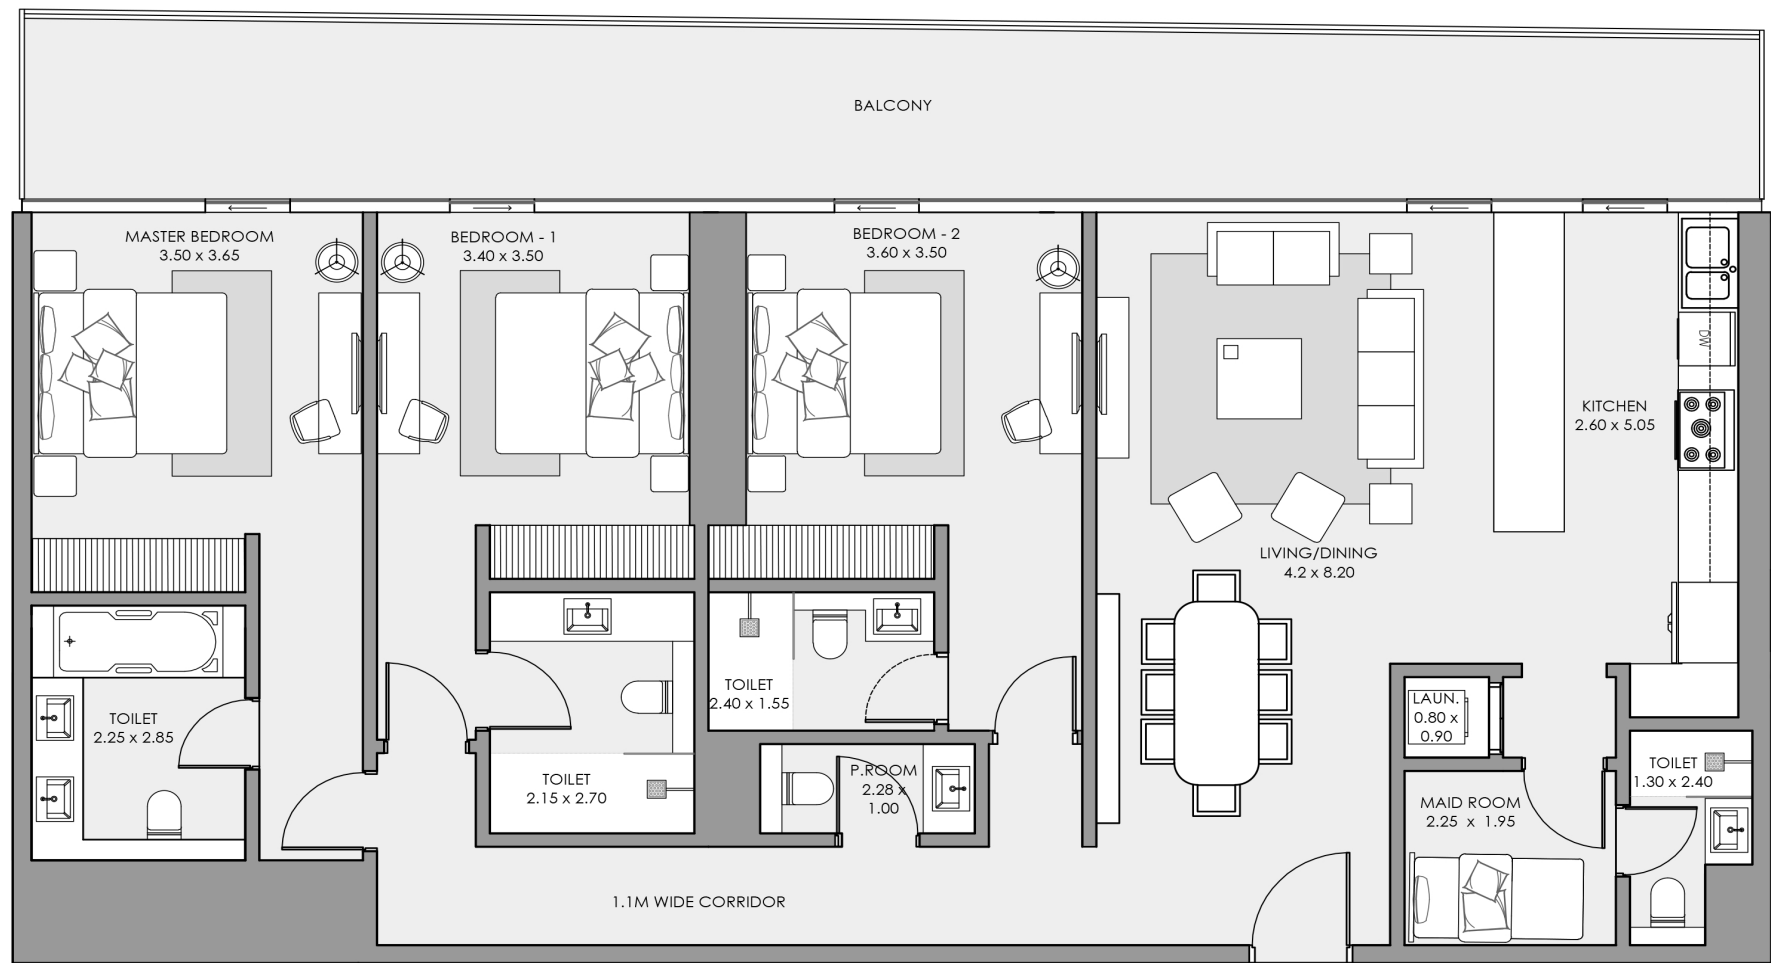 BALCONY
MASTER BEDROOM
3.50 x 3.65
BEDROOM - 1
3.40 x 3.50
BEDROOM - 2
3.60 x 3.50
DW
KITCHEN
2.60 x 5.05
LIVING/DINING
4.2 x 8.20
TOILET
2.25 x 2.85
TOILET
2.15 x 2.70
TOILET
2.40 x 1.55
P.ROOM
2.28 x
1.00
LAUN.
0.80 x
0.90
TOILET
1.30 x 2.40
MAID ROOM
2.25 x 1.95
1.1M WIDE CORRIDOR